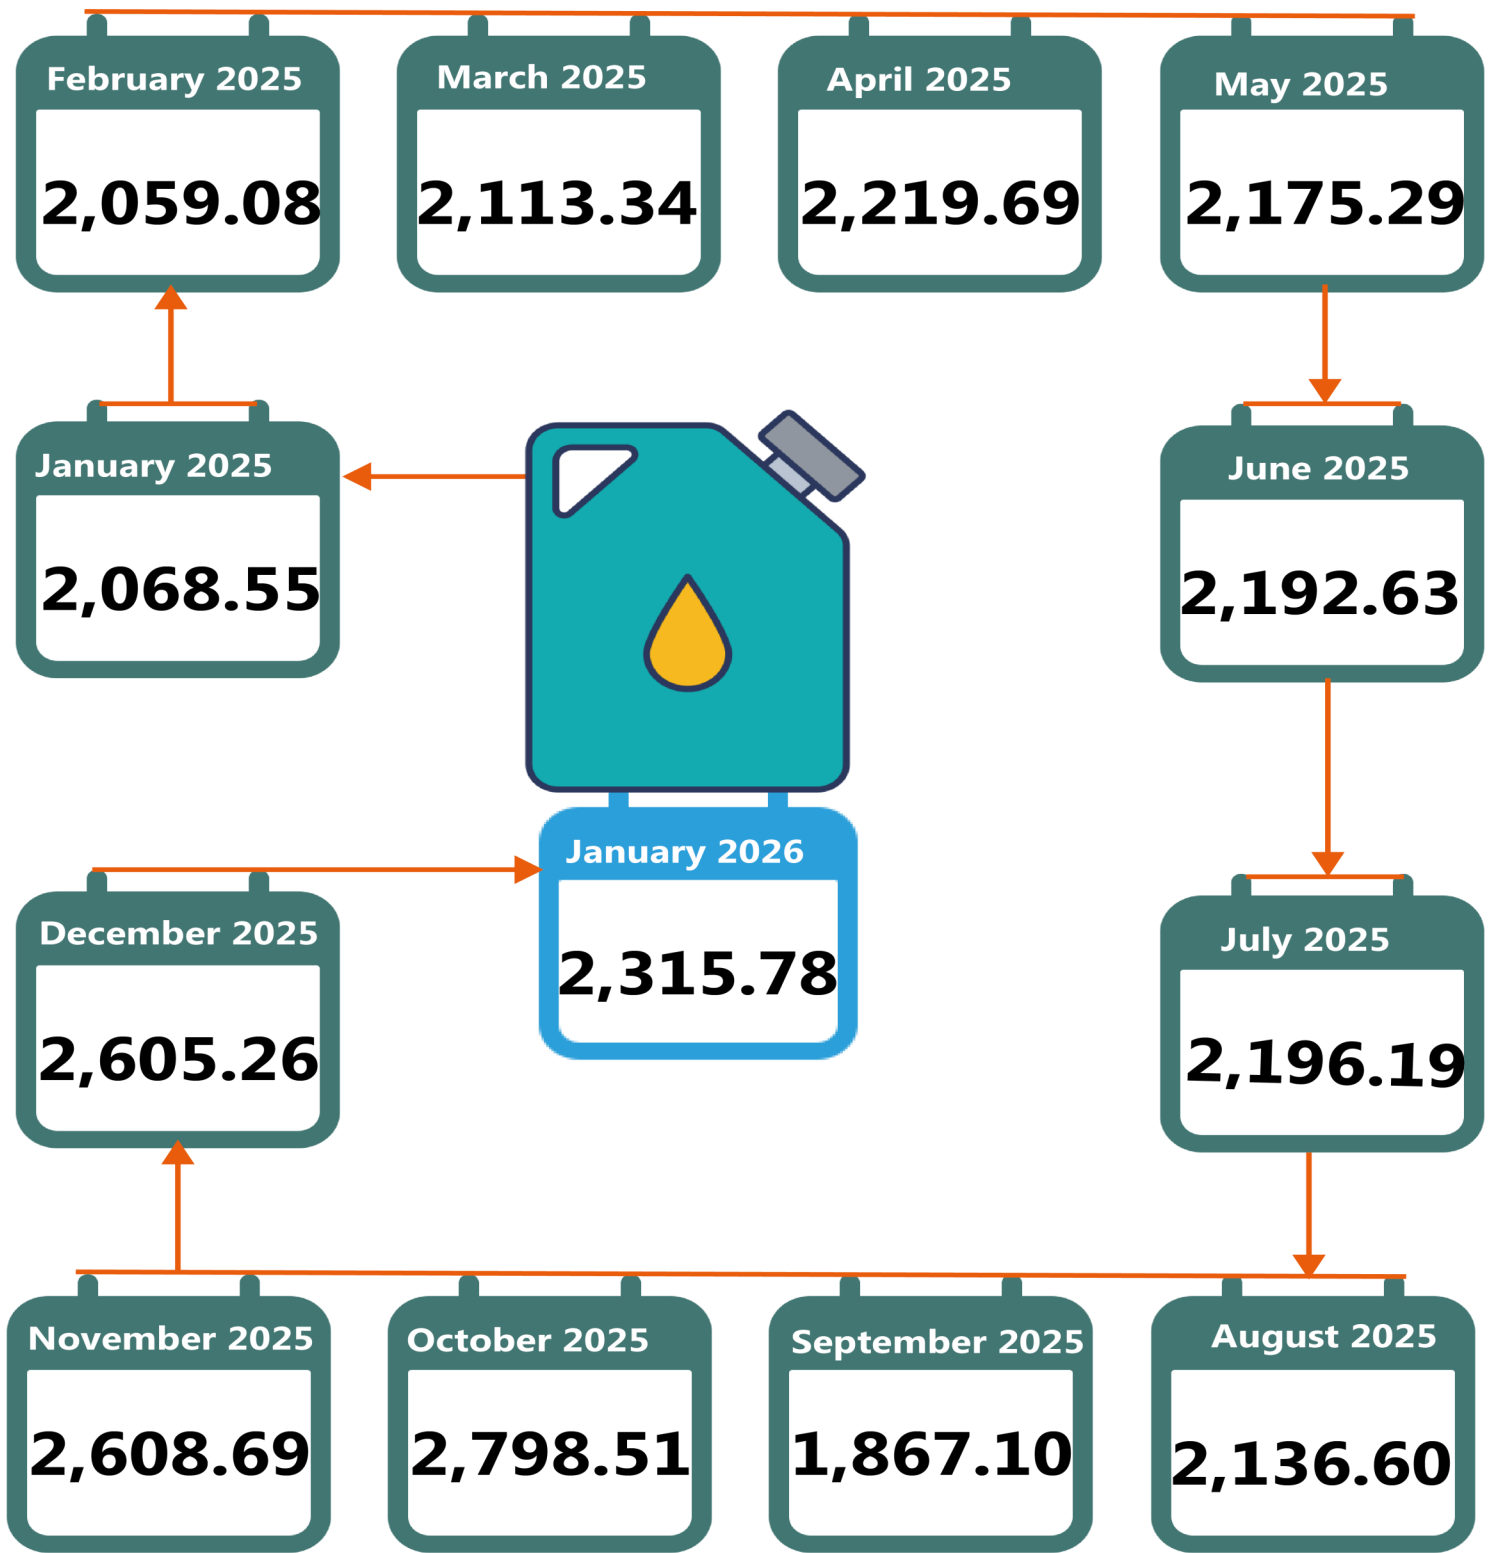 February 2025
2,059.08
March 2025
2,113.34
April 2025
2,219.69
May 2025
2,175.29
January 2025
2,068.55
June 2025
2,192.63
January 2026
2,315.78
December 2025
2,605.26
July 2025
2,196.19
November 2025
2,608.69
October 2025
2,798.51
September 2025
1,867.10
August 2025
2,136.60